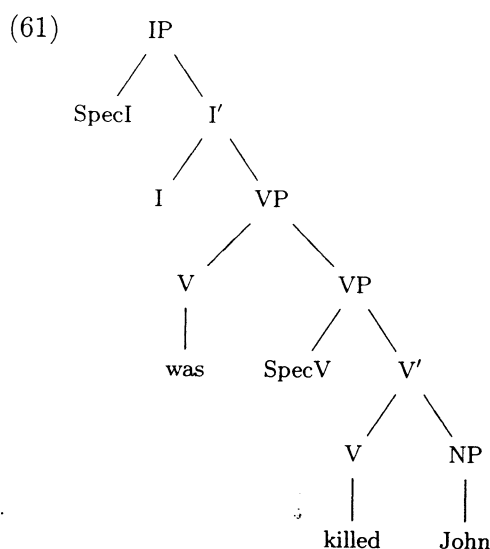 (61) IP
SpecI I′
I VP
V VP
was SpecV V′
V NP
killed John